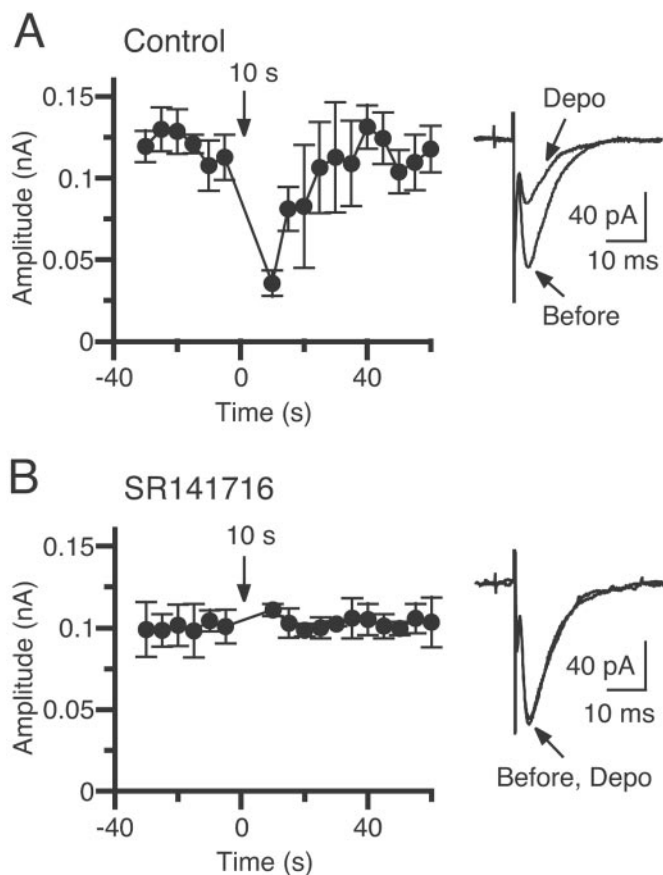 A
Control
10 s
0.15
0.1
0.05
0
Amplitude (nA)
-40
0
40
Time (s)
Depo
40 pA
10 ms
Before
B
SR141716
10 s
0.15
0.1
0.05
0
Amplitude (nA)
-40
0
40
Time (s)
40 pA
10 ms
Before, Depo